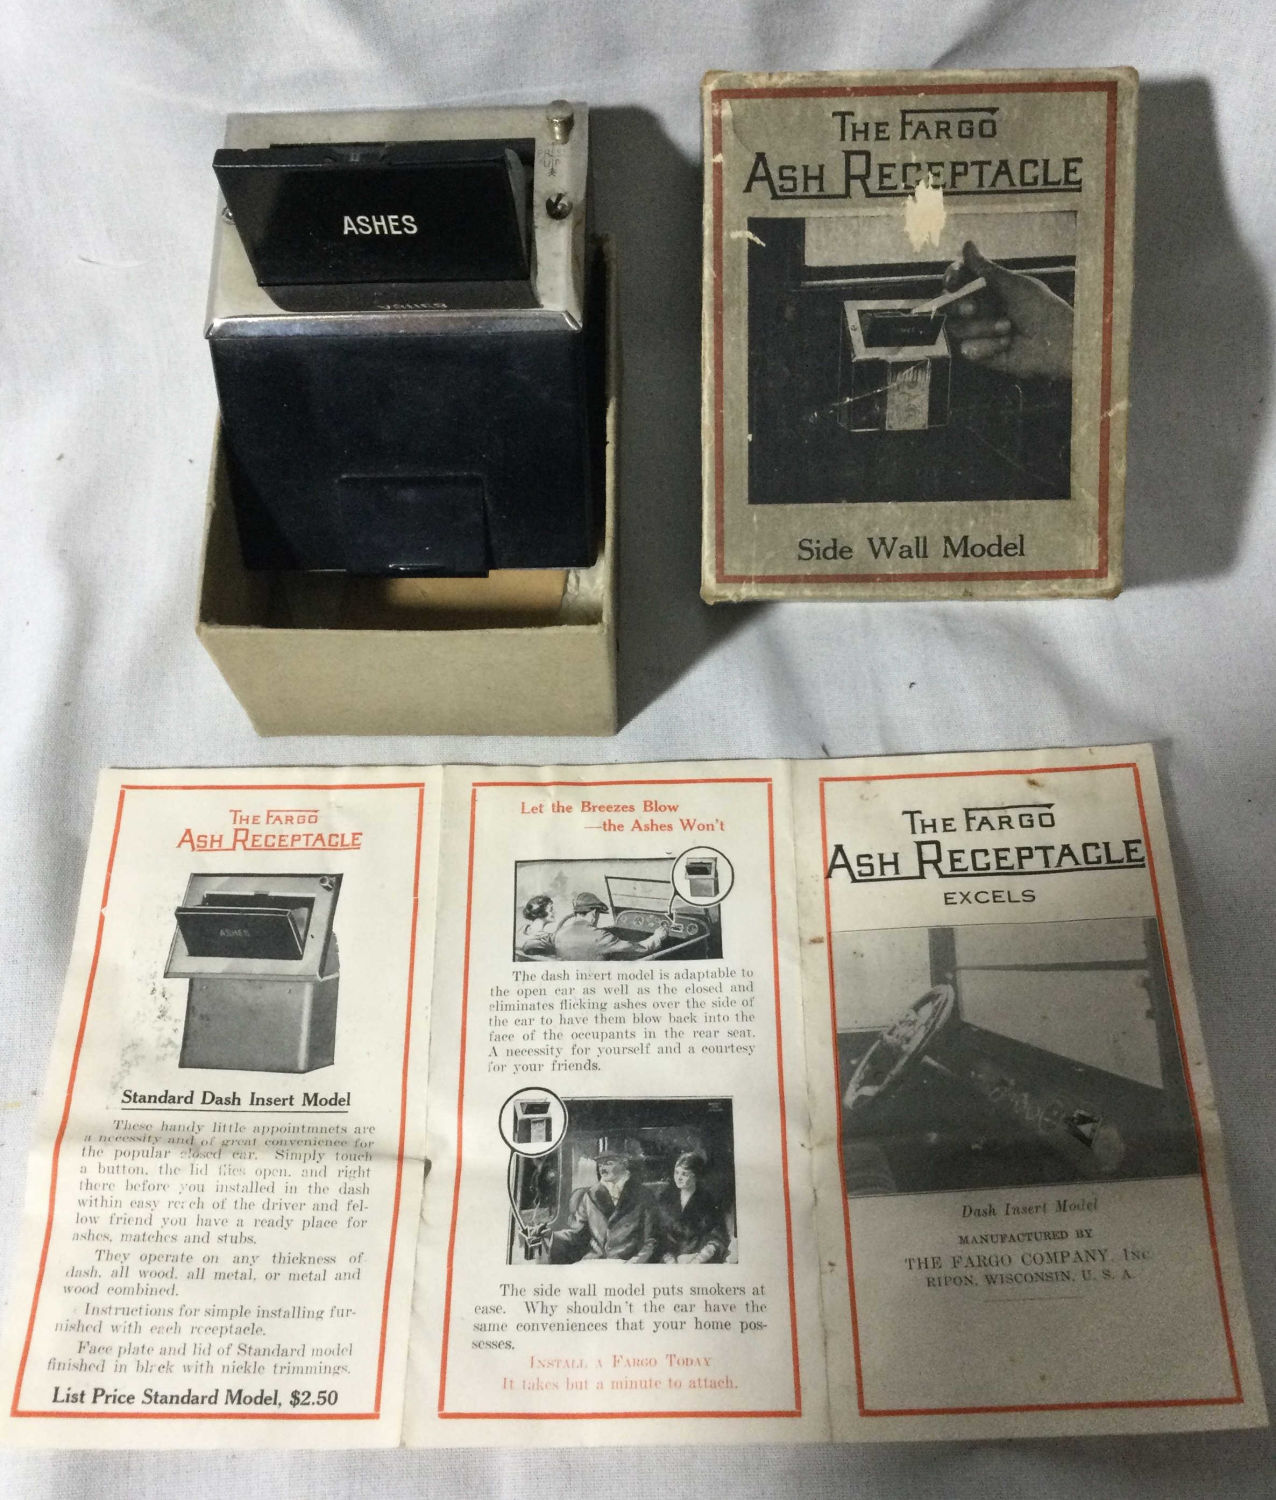 ASHES
THE FARGO
ASH RECEPTACLE
Side Wall Model
THE FARGO
ASH RECEPTACLE
ASHES
Standard Dash Insert Model
These handy little appointmnets are
a necessity and of great convenience for
the popular closed car. Simply touch
a button, the lid flies open, and right
there before you installed in the dash
within easy reach of the driver and fel-
low friend you have a ready place for
ashes, matches and stubs.
They operate on any thickness of
dash, all wood, all metal, or metal and
wood combined.
Instructions for simple installing fur-
nished with each receptacle.
Face plate and lid of Standard model
finished in black with nickle trimmings.
List Price Standard Model, $2.50
Let the Breezes Blow
—the Ashes Won't
The dash insert model is adaptable to
the open car as well as the closed and
eliminates flicking ashes over the side of
the car to have them blow back into the
face of the occupants in the rear seat.
A necessity for yourself and a courtesy
for your friends.
The side wall model puts smokers at
ease. Why shouldn't the car have the
same conveniences that your home pos-
sesses.
INSTALL A FARGO TODAY
It takes but a minute to attach.
THE FARGO
ASH RECEPTACLE
EXCELS
Dash Insert Model
MANUFACTURED BY
THE FARGO COMPANY, INC.
RIPON, WISCONSIN, U. S. A.